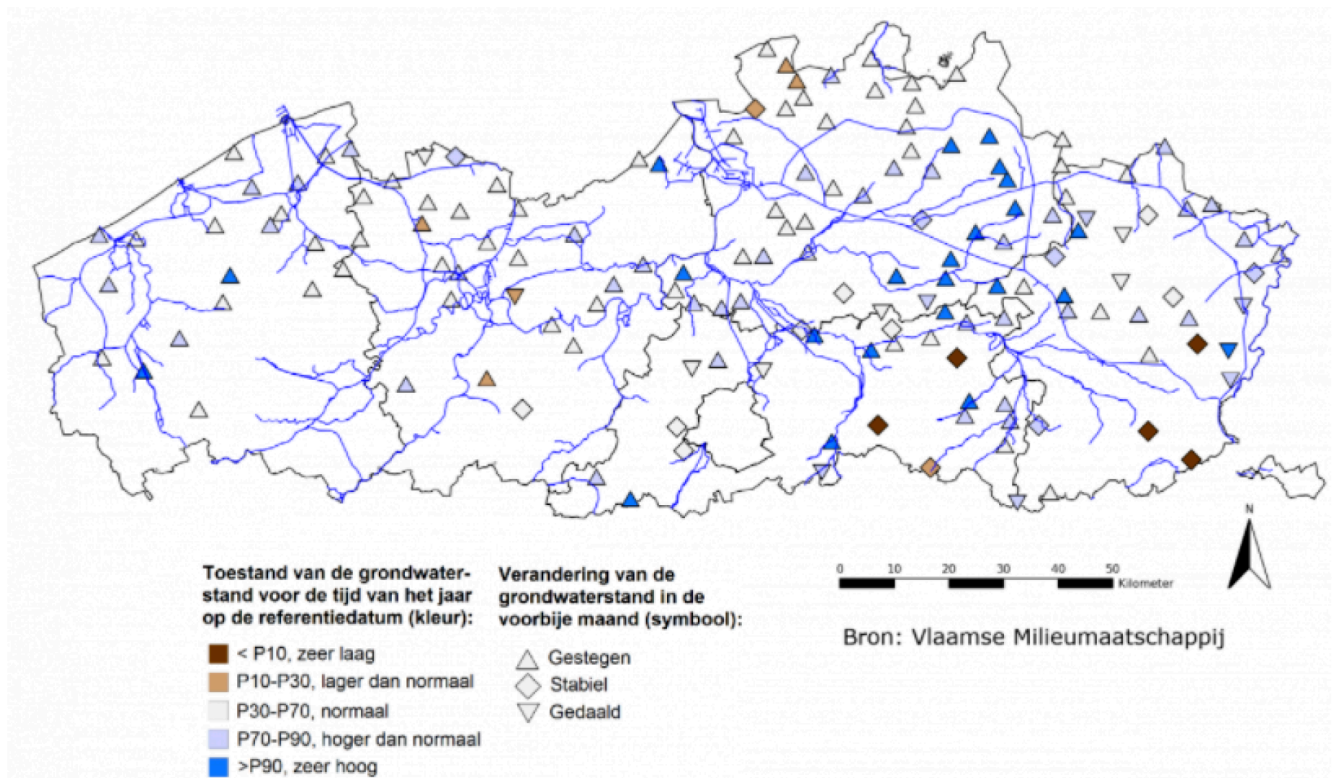 N
0 10 20 30 40 50
Kilometer
Bron: Vlaamse Milieumaatschappij
Toestand van de grondwater-
stand voor de tijd van het jaar
op de referentiedatum (kleur):
< P10, zeer laag
P10-P30, lager dan normaal
P30-P70, normaal
P70-P90, hoger dan normaal
>P90, zeer hoog
Verandering van de
grondwaterstand in de
voorbije maand (symbool):
Gestegen
Stabiel
Gedaald